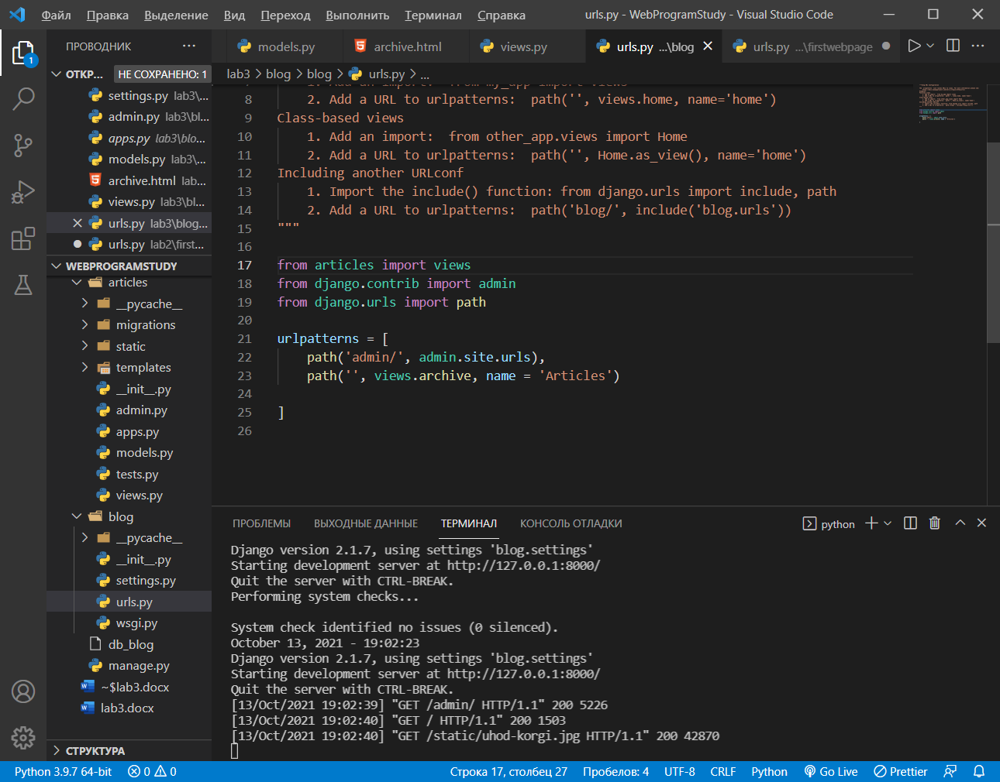 Файл Правка Выделение Вид Переход Выполнить Терминал Справка urls.py - WebProgramStudy - Visual Studio Code
ПРОВОДНИК ...
models.py archive.html views.py urls.py ...\blog urls.py ...\firstwebpage
1
ОТКР... НЕ СОХРАНЕНО: 1
settings.py lab3\...
admin.py lab3\bl...
apps.py lab3\blo...
models.py lab3\...
archive.html lab...
views.py lab3\bl...
urls.py lab3\blog...
urls.py lab2\first...
WEBPROGRAMSTUDY
articles
__pycache__
migrations
static
templates
__init__.py
admin.py
apps.py
models.py
tests.py
views.py
blog
__pycache__
__init__.py
settings.py
urls.py
wsgi.py
db_blog
manage.py
~$lab3.docx
lab3.docx
СТРУКТУРА
lab3 > blog > blog > urls.py > ...
7 1. Add an import: from my_app import views
8 2. Add a URL to urlpatterns: path('', views.home, name='home')
9 Class-based views
10 1. Add an import: from other_app.views import Home
11 2. Add a URL to urlpatterns: path('', Home.as_view(), name='home')
12 Including another URLconf
13 1. Import the include() function: from django.urls import include, path
14 2. Add a URL to urlpatterns: path('blog/', include('blog.urls'))
15 """
16
17 from articles import views
18 from django.contrib import admin
19 from django.urls import path
20
21 urlpatterns = [
22 path('admin/', admin.site.urls),
23 path('', views.archive, name = 'Articles')
24
25 ]
26
ПРОБЛЕМЫ ВЫХОДНЫЕ ДАННЫЕ ТЕРМИНАЛ КОНСОЛЬ ОТЛАДКИ python
Django version 2.1.7, using settings 'blog.settings'
Starting development server at http://127.0.0.1:8000/
Quit the server with CTRL-BREAK.
Performing system checks...
System check identified no issues (0 silenced).
October 13, 2021 - 19:02:23
Django version 2.1.7, using settings 'blog.settings'
Starting development server at http://127.0.0.1:8000/
Quit the server with CTRL-BREAK.
[13/Oct/2021 19:02:39] "GET /admin/ HTTP/1.1" 200 5226
[13/Oct/2021 19:02:40] "GET / HTTP/1.1" 200 1503
[13/Oct/2021 19:02:40] "GET /static/uhod-korgi.jpg HTTP/1.1" 200 42870
Python 3.9.7 64-bit 0 0 Строка 17, столбец 27 Пробелов: 4 UTF-8 CRLF Python Go Live Prettier